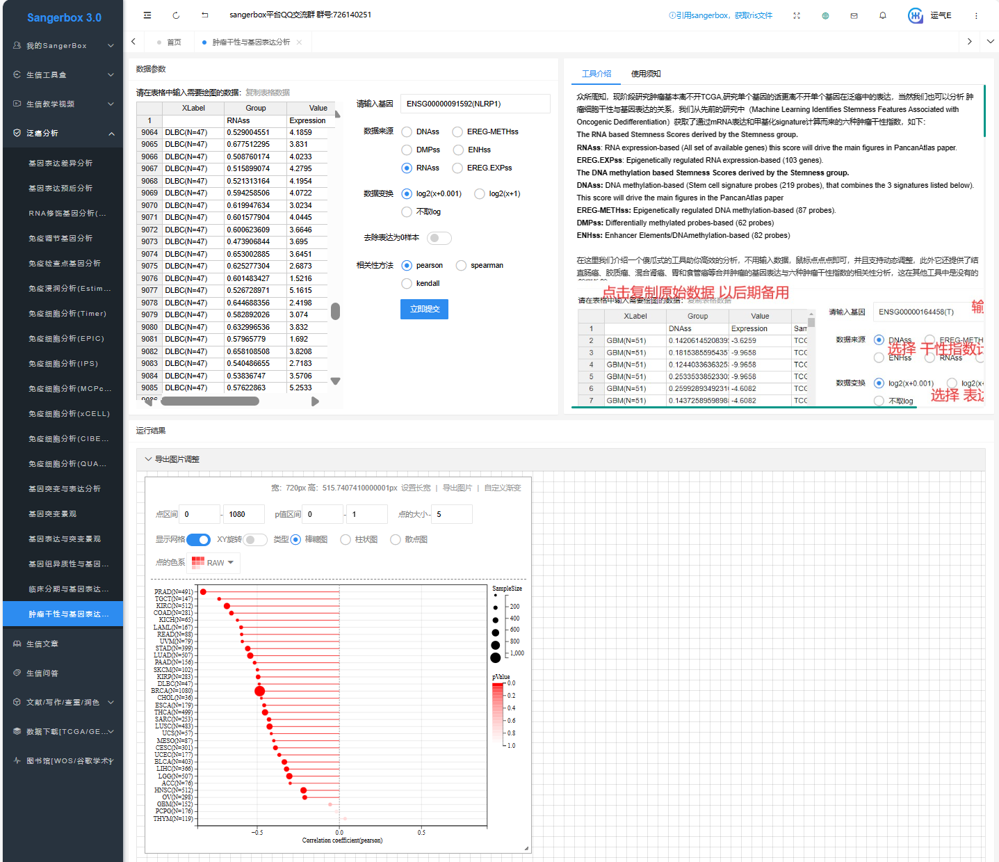 Sangerbox 3.0
我的SangerBox
生信工具盒
生信教学视频
泛癌分析
基因表达差异分析
基因表达预后分析
RNA修饰基因分析(...
免疫调节基因分析
免疫检查点基因分析
免疫浸润分析(Estim...
免疫细胞分析(Timer)
免疫细胞分析(EPIC)
免疫细胞分析(IPS)
免疫细胞分析(MCPc...
免疫细胞分析(xCELL)
免疫细胞分析(CIBE...
免疫细胞分析(QUA...
基因突变与表达分析
基因突变景观
基因表达与突变景观
基因组异质性与基因...
临床分期与基因表达...
肿瘤干性与基因表达...
生信文章
生信问答
文献/写作/查重/润色
数据下载[TCGA/GE...
图书馆[WOS/谷歌学术]
sangerbox平台QQ交流群 群号:726140251
引用sangerbox，获取ris文件
运气E
首页
肿瘤干性与基因表达分析
数据参数
请在表格中输入需要绘图的数据: 复制表格数据
XLabel Group Value
1 RNAss Expression
9064 DLBC(N=47) 0.529004551 4.1859
9065 DLBC(N=47) 0.677512295 3.831
9066 DLBC(N=47) 0.508760174 4.0233
9067 DLBC(N=47) 0.515899074 4.2795
9068 DLBC(N=47) 0.521313164 4.1954
9069 DLBC(N=47) 0.594258506 4.0722
9070 DLBC(N=47) 0.619947634 3.0234
9071 DLBC(N=47) 0.601577904 4.0445
9072 DLBC(N=47) 0.600623609 3.6646
9073 DLBC(N=47) 0.473906844 3.695
9074 DLBC(N=47) 0.653002885 3.6451
9075 DLBC(N=47) 0.625277304 2.6873
9076 DLBC(N=47) 0.601483427 1.5216
9077 DLBC(N=47) 0.526728971 5.1615
9078 DLBC(N=47) 0.644688356 2.4198
9079 DLBC(N=47) 0.582892026 3.074
9080 DLBC(N=47) 0.632996536 3.832
9081 DLBC(N=47) 0.57965779 1.692
9082 DLBC(N=47) 0.658108508 3.8208
9083 DLBC(N=47) 0.540486655 2.7183
9084 DLBC(N=47) 0.53836747 3.5706
9085 DLBC(N=47) 0.57622863 5.2533
9086
请输入基因 ENSG00000091592(NLRP1)
数据来源 DNAss EREG-METHss
DMPss ENHss
RNAss EREG.EXPss
数据变换 log2(x+0.001) log2(x+1)
不取log
去除表达为0样本
相关性方法 pearson spearman
kendall
立即提交
工具介绍 使用须知
众所周知，现阶段研究肿瘤基本离不开TCGA,研究单个基因的话更离不开单个基因在泛癌中的表达，当然我们也可以分析 肿
瘤细胞干性与基因表达的关系，我们从先前的研究中（Machine Learning Identifies Stemness Features Associated with
Oncogenic Dedifferentiation）获取了通过mRNA表达和甲基化signature计算而来的六种肿瘤干性指数，如下：
The RNA based Stemness Scores derived by the Stemness group.
RNAss: RNA expression-based (All set of available genes) this score will drive the main figures in PancanAtlas paper.
EREG.EXPss: Epigenetically regulated RNA expression-based (103 genes).
The DNA methylation based Stemness Scores derived by the Stemness group.
DNAss: DNA methylation-based (Stem cell signature probes (219 probes), that combines the 3 signatures listed below).
This score will drive the main figures in the PancanAtlas paper
EREG-METHss: Epigenetically regulated DNA methylation-based (87 probes).
DMPss: Differentially methylated probes-based (62 probes)
ENHss: Enhancer Elements/DNAmethylation-based (82 probes)
在这里我们介绍一个傻瓜式的工具助你高效的分析，不用输入数据，鼠标点点点即可，并且支持动态调整，此外它还提供了结
直肠癌、胶质瘤、混合肾癌、胃和食管癌等合并肿瘤的基因表达与六种肿瘤干性指数的相关性分析，这在其他工具中是没有的
点击复制原始数据 以后期备用
请在表格中输入需要绘图的数据: 复制表格数据
XLabel Group Value
1 DNAss Expression Sam
2 GBM(N=51) 0.1420614520839 -3.6259 TCG
3 GBM(N=51) 0.181538559543 -9.9658 TCG
4 GBM(N=51) 0.1244033636325 -9.9658 TCG
5 GBM(N=51) 0.2533533852330 -9.9658 TCG
6 GBM(N=51) 0.2599289349231 -4.6082 TCG
7 GBM(N=51) 0.1437258959898 -4.6082 TCG
请输入基因 ENSG00000164458(T)
输
数据来源 DNAss EREG-METH
选择 干性指数计
ENHss RNAss
数据变换 log2(x+0.001) log2(x+
选择 表达
不取log
运行结果
导出图片调整
宽：720px 高：515.7407410000001px 设置长宽 | 导出图片 | 自定义渐变
点区间 0 - 1080 p值区间 0 - 1 点的大小- 5
显示网格 XY旋转 类型 棒糖图 柱状图 散点图
点的色系 RAW
PRAD(N=491)
TGCT(N=147)
KIRC(N=512)
COAD(N=281)
KICH(N=65)
LAML(N=167)
READ(N=88)
UVM(N=79)
STAD(N=399)
LUAD(N=507)
PAAD(N=156)
SKCM(N=102)
KIRP(N=283)
DLBC(N=47)
BRCA(N=1080)
CHOL(N=36)
ESCA(N=179)
THCA(N=499)
SARC(N=253)
LUSC(N=483)
UCS(N=57)
MESO(N=87)
CESC(N=301)
UCEC(N=177)
BLCA(N=403)
LIHC(N=366)
LGG(N=507)
ACC(N=76)
HNSC(N=512)
OV(N=298)
GBM(N=152)
PCPG(N=176)
THYM(N=119)
−0.5 0.0 0.5
Correlation coefficient(pearson)
SampleSize
200
400
600
800
1,000
pValue
0.0
0.2
0.4
0.6
0.8
1.0